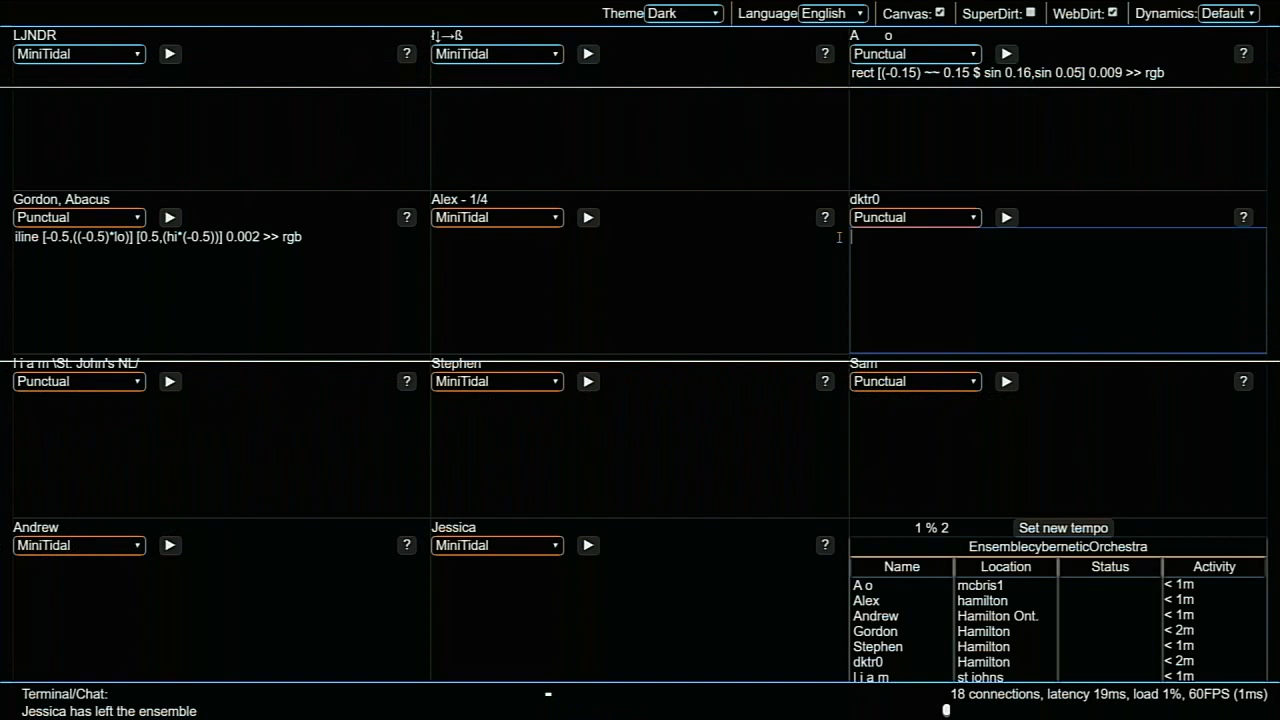 Theme Dark Language English Canvas: SuperDirt: WebDirt: Dynamics: Default
LJNDR
ł↓→ß
A o
MiniTidal ?
MiniTidal ?
Punctual ?
rect [(-0.15) ~~ 0.15 $ sin 0.16,sin 0.05] 0.009 >> rgb
Gordon, Abacus
Alex - 1/4
dktr0
Punctual ?
MiniTidal ?
Punctual ?
iline [-0.5,((-0.5)*lo)] [0.5,(hi*(-0.5))] 0.002 >> rgb
l i a m \St. John's NL/
Stephen
Sam
Punctual ?
MiniTidal ?
Punctual ?
Andrew
Jessica
1 % 2 Set new tempo
MiniTidal ?
MiniTidal ?
EnsemblecyberneticOrchestra
Name Location Status Activity
A o mcbris1 < 1m
Alex hamilton < 1m
Andrew Hamilton Ont. < 1m
Gordon Hamilton < 2m
Stephen Hamilton < 1m
dktr0 Hamilton < 2m
l i a m st johns < 1m
Terminal/Chat:
18 connections, latency 19ms, load 1%, 60FPS (1ms)
Jessica has left the ensemble